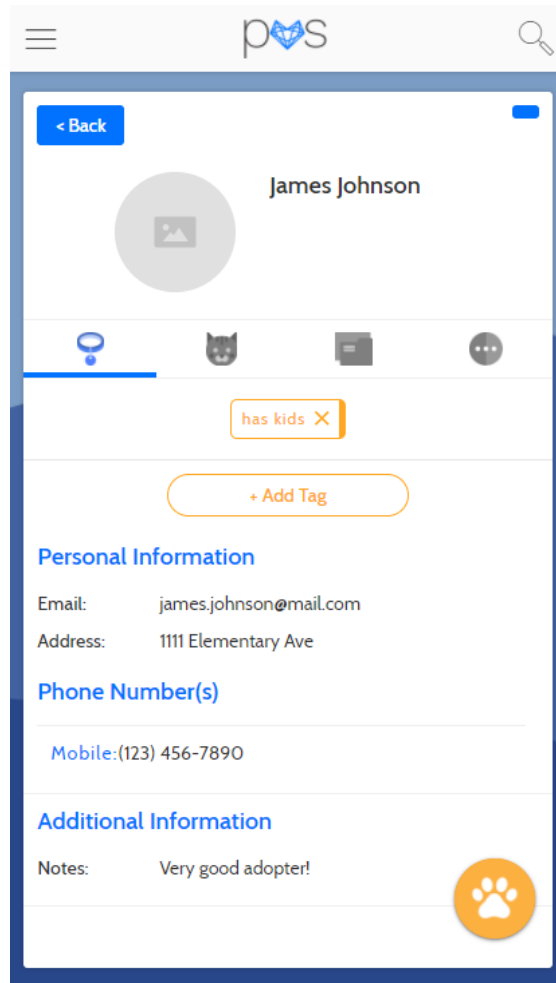 pvs
< Back
James Johnson
has kids ✕
+ Add Tag
Personal Information
Email: james.johnson@mail.com
Address: 1111 Elementary Ave
Phone Number(s)
Mobile:(123) 456-7890
Additional Information
Notes: Very good adopter!